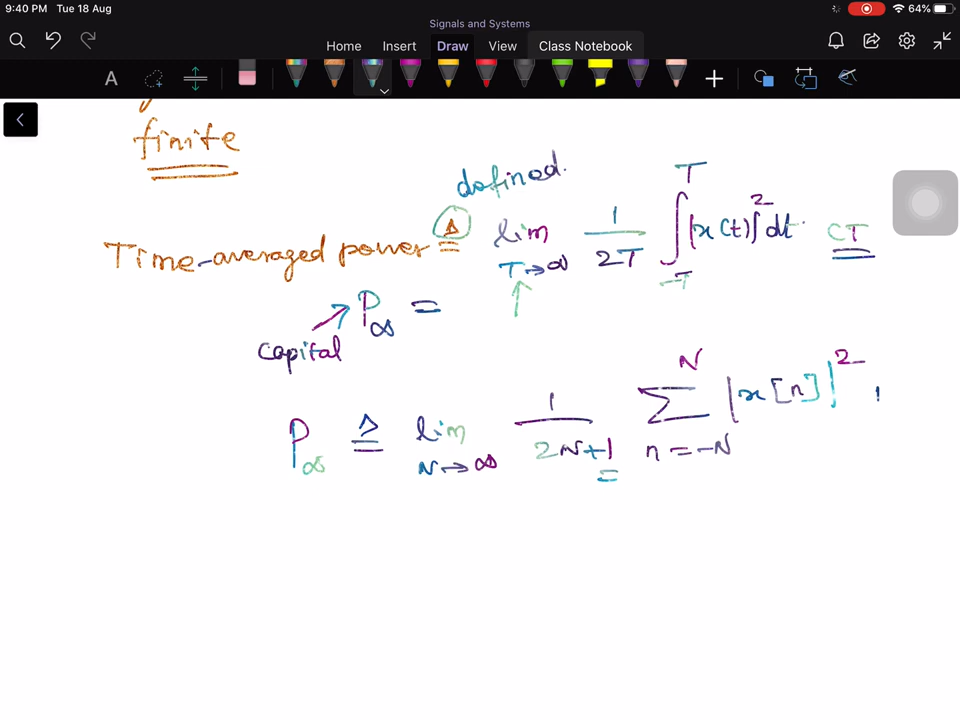 9:40 PM Tue 18 Aug
64%
Signals and Systems
Home Insert Draw View Class Notebook
A
finite
defined.
Time-averaged power ≜ lim T→∞ 1/2T ∫_{-T}^{T} |x(t)|^2 dt. CT
P∞ =
capital
P∞ ≜ lim N→∞ 1/2N+1 ∑_{n=-N}^{N} |x[n]|^2